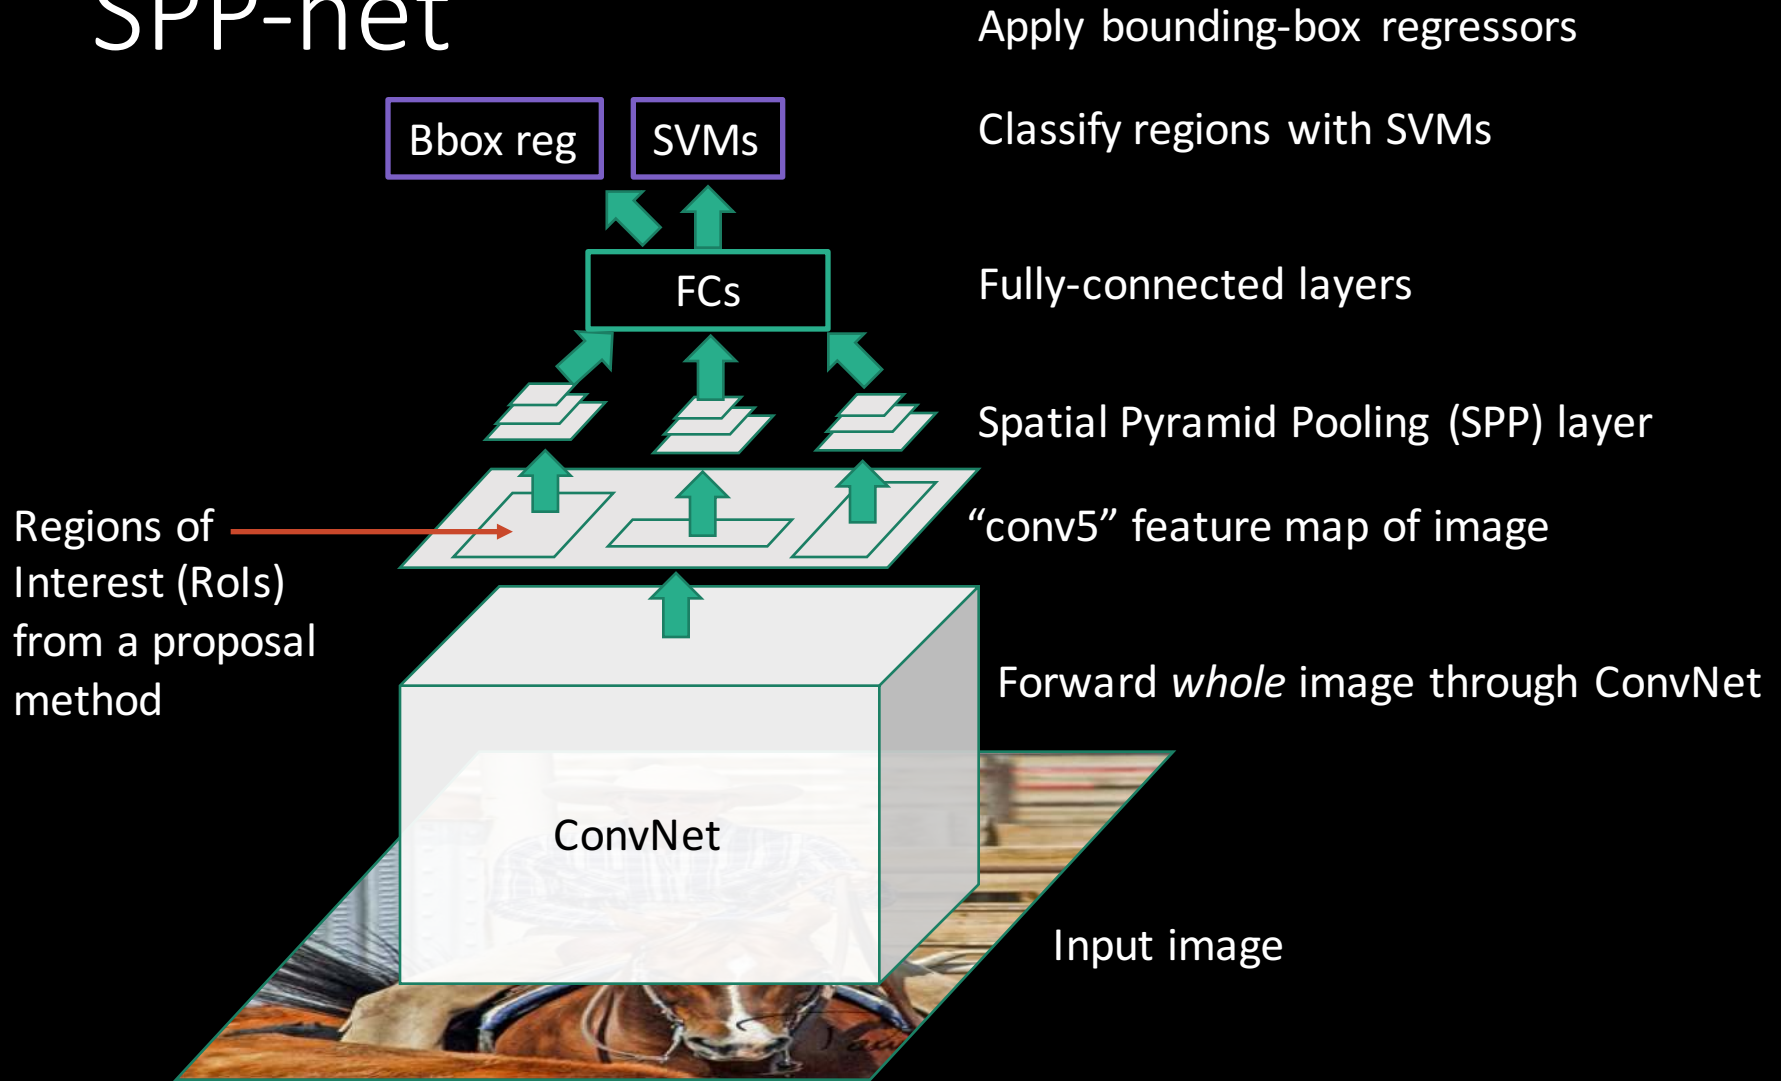 SPP-net
Apply bounding-box regressors
Bbox reg
SVMs
Classify regions with SVMs
FCs
Fully-connected layers
Spatial Pyramid Pooling (SPP) layer
Regions of
Interest (RoIs)
from a proposal
method
“conv5” feature map of image
Forward whole image through ConvNet
ConvNet
Input image